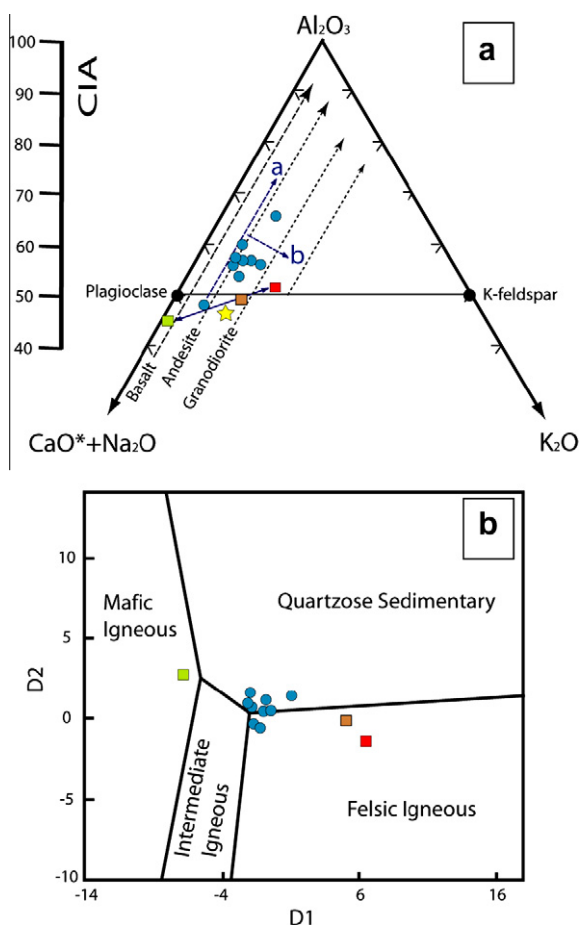 Al₂O₃
a
100
90
80
70
60
50
40
CIA
a
b
Plagioclase
K-feldspar
Basalt
Andesite
Granodiorite
CaO*+Na₂O
K₂O
b
10
5
0
-5
-10
D2
Mafic
Igneous
Quartzose Sedimentary
Intermediate
Igneous
Felsic Igneous
-14
-4
6
16
D1